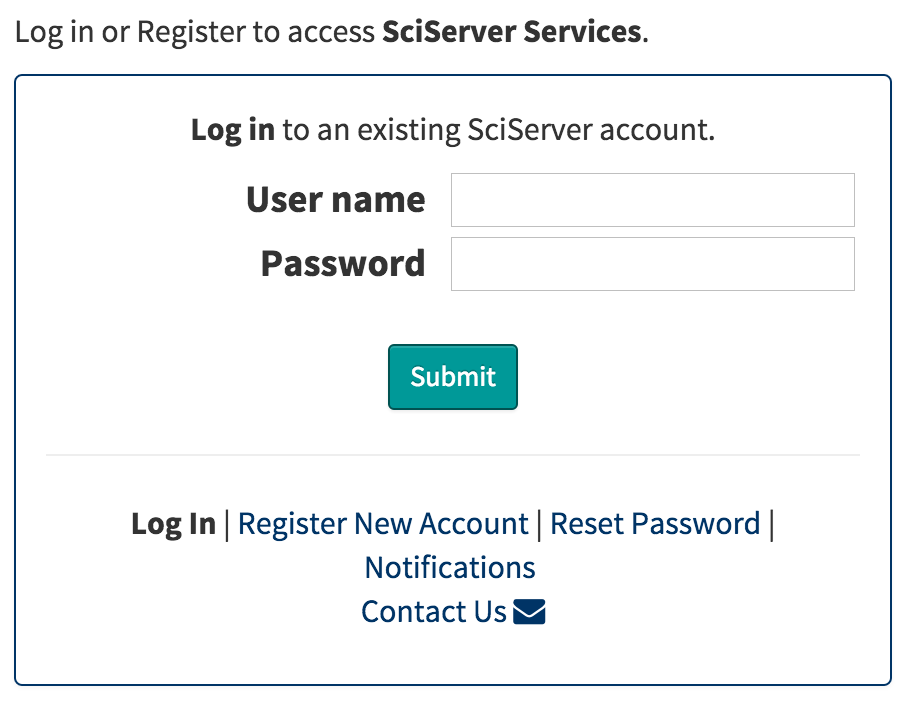 Log in or Register to access SciServer Services.
Log in to an existing SciServer account.
User name
Password
Submit
Log In | Register New Account | Reset Password |
Notifications
Contact Us